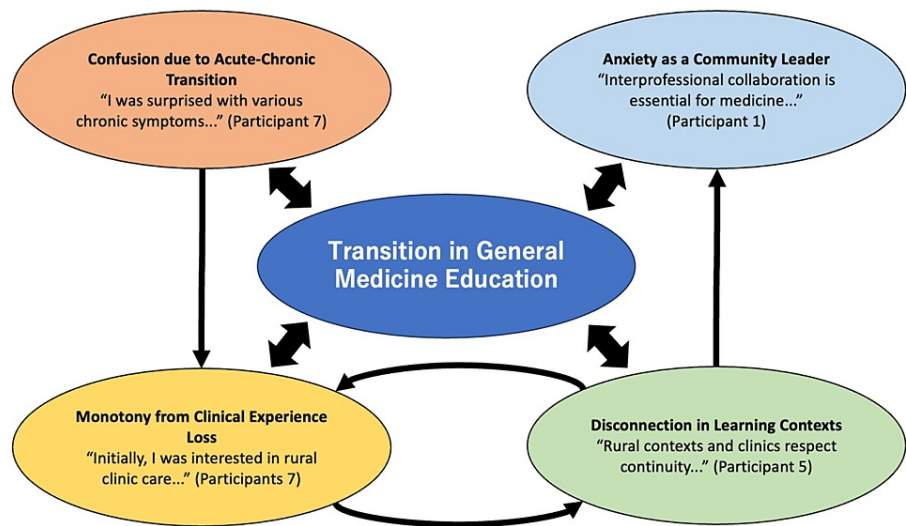 Confusion due to Acute-Chronic
Transition
“I was surprised with various
chronic symptoms...” (Participant 7)
Anxiety as a Community Leader
“Interprofessional collaboration is
essential for medicine...”
(Participant 1)
Transition in General
Medicine Education
Monotony from Clinical Experience
Loss
“Initially, I was interested in rural
clinic care...” (Participants 7)
Disconnection in Learning Contexts
“Rural contexts and clinics respect
continuity...” (Participant 5)